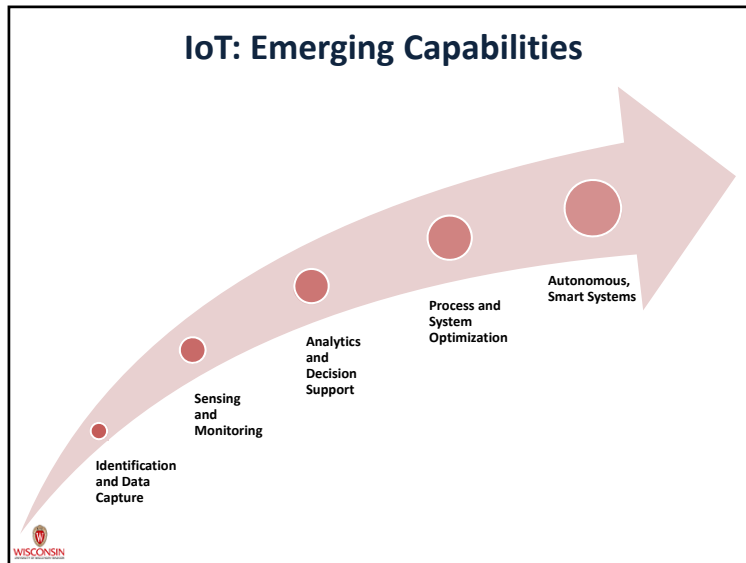 IoT: Emerging Capabilities
Autonomous,
Smart Systems
Process and
System
Optimization
Analytics
and
Decision
Support
Sensing
and
Monitoring
Identification
and Data
Capture
WISCONSIN